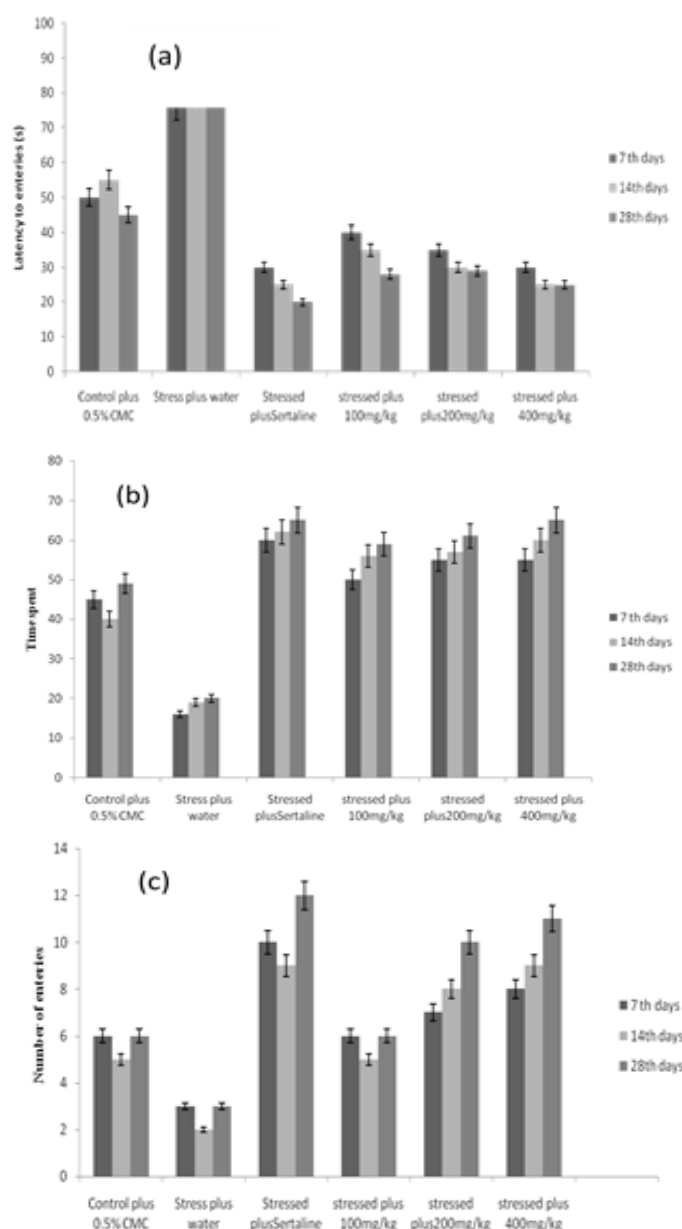 (a)
100
90
80
70
60
50
40
30
20
10
0
Latency to enteries (s)
Control plus
0.5% CMC
Stress plus water
Stressed
plusSertaline
stressed plus
100mg/kg
stressed
plus200mg/kg
stressed plus
400mg/kg
7 th days
14th days
28th days
(b)
80
70
60
50
40
30
20
10
0
Time spent
Control plus
0.5% CMC
Stress plus
water
Stressed
plusSertaline
stressed plus
100mg/kg
stressed
plus200mg/kg
stressed plus
400mg/kg
7 th days
14th days
28th days
(c)
14
12
10
8
6
4
2
0
Number of enteries
Control plus
0.5% CMC
Stress plus
water
Stressed
plusSertaline
stressed plus
100mg/kg
stressed
plus200mg/kg
stressed plus
400mg/kg
7 th days
14th days
28th days